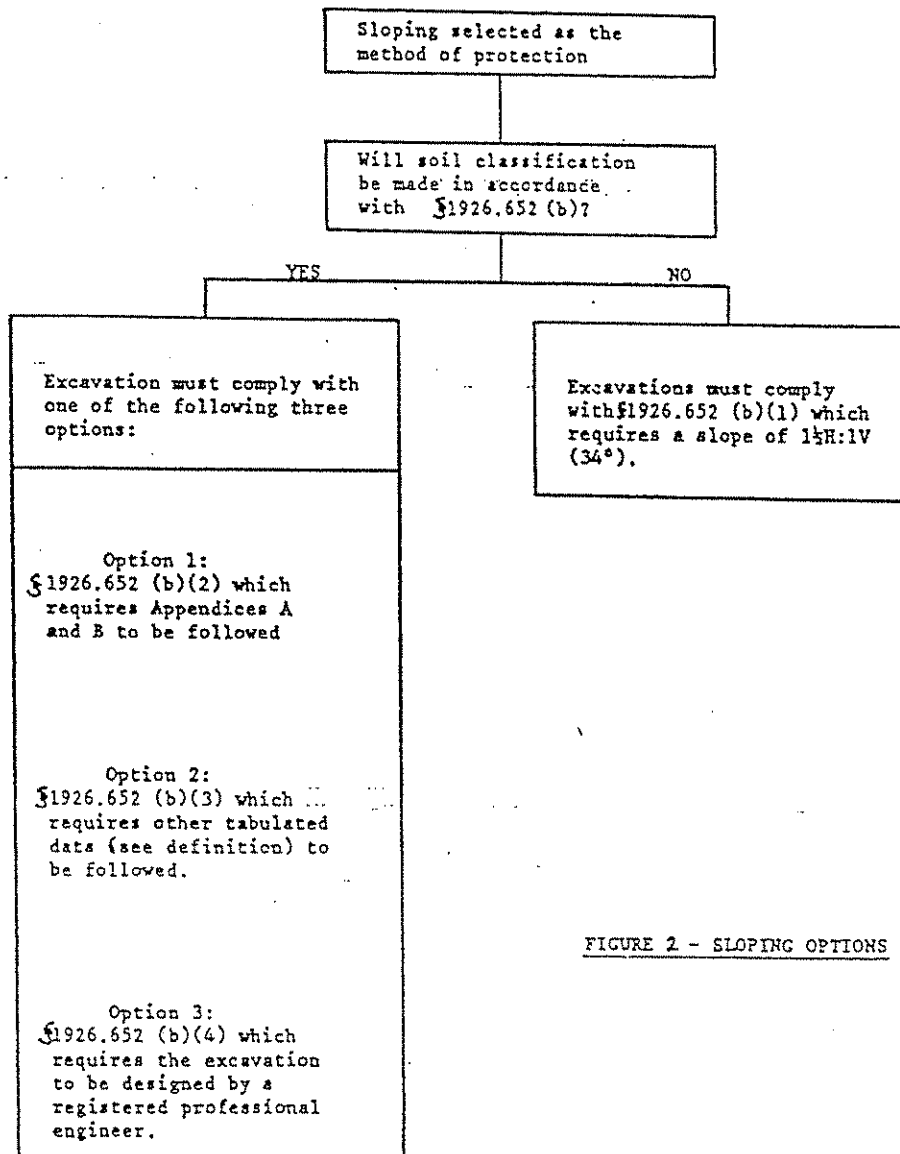 Sloping selected as the
method of protection
Will soil classification
be made in accordance
with §1926.652 (b)?
YES
NO
Excavation must comply with
one of the following three
options:
Excavations must comply
with §1926.652 (b)(1) which
requires a slope of 1½H:1V
(34°).
Option 1:
§1926.652 (b)(2) which
requires Appendices A
and B to be followed
Option 2:
§1926.652 (b)(3) which
requires other tabulated
data (see definition) to
be followed.
FIGURE 2 - SLOPING OPTIONS
Option 3:
§1926.652 (b)(4) which
requires the excavation
to be designed by a
registered professional
engineer.